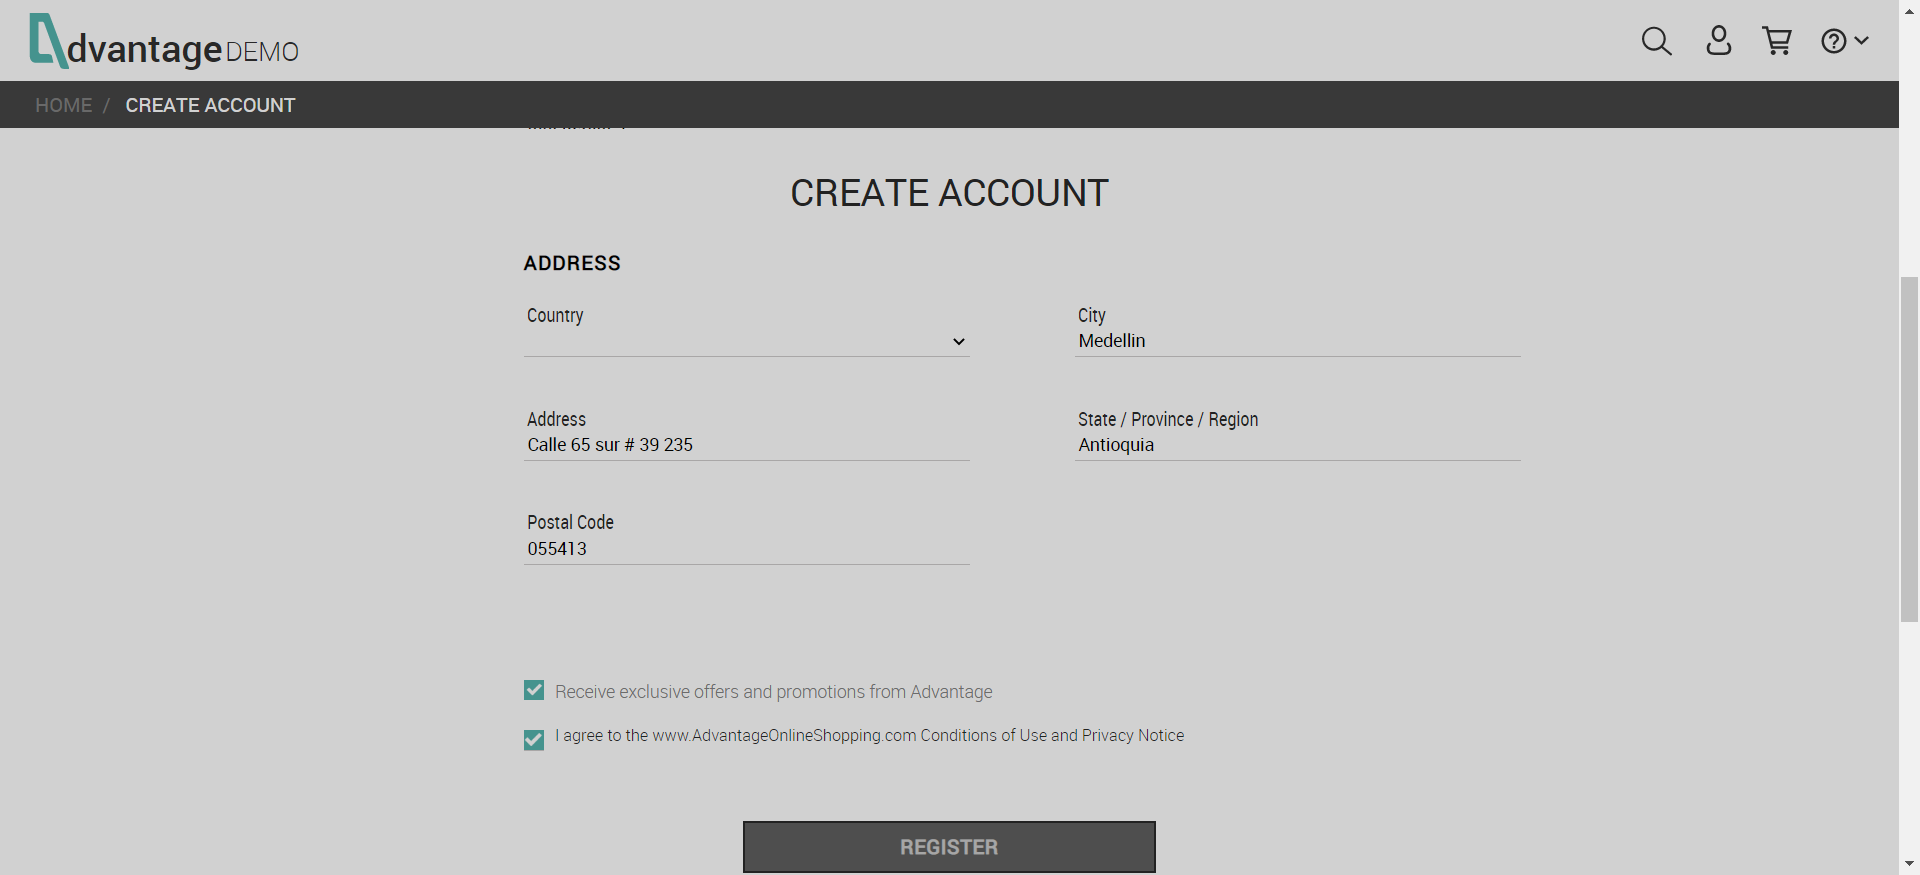 dvantage DEMO
HOME / CREATE ACCOUNT
CREATE ACCOUNT
ADDRESS
Country
City
Medellin
Address
Calle 65 sur # 39 235
State / Province / Region
Antioquia
Postal Code
055413
Receive exclusive offers and promotions from Advantage
I agree to the www.AdvantageOnlineShopping.com Conditions of Use and Privacy Notice
REGISTER